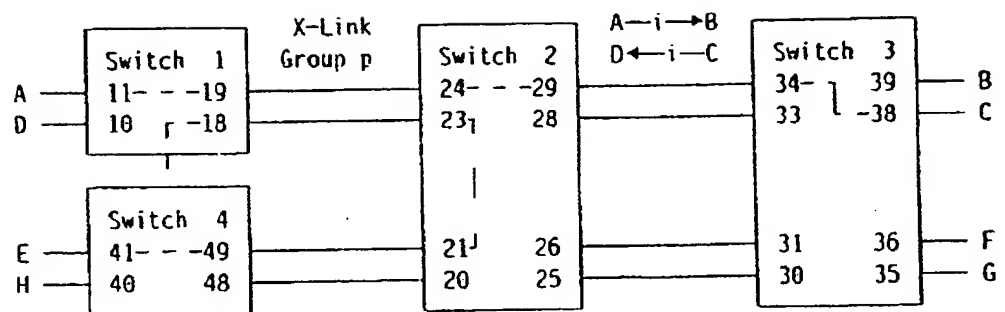 X-Link
Group p
A—i→B
D←i—C
Switch 1
11- - -19
10 -18
Switch 2
24- - -29
23 28
21 26
20 25
Switch 3
34- 39
33 -38
31 36
30 35
Switch 4
41- - -49
40 48
A
D
E
H
B
C
F
G